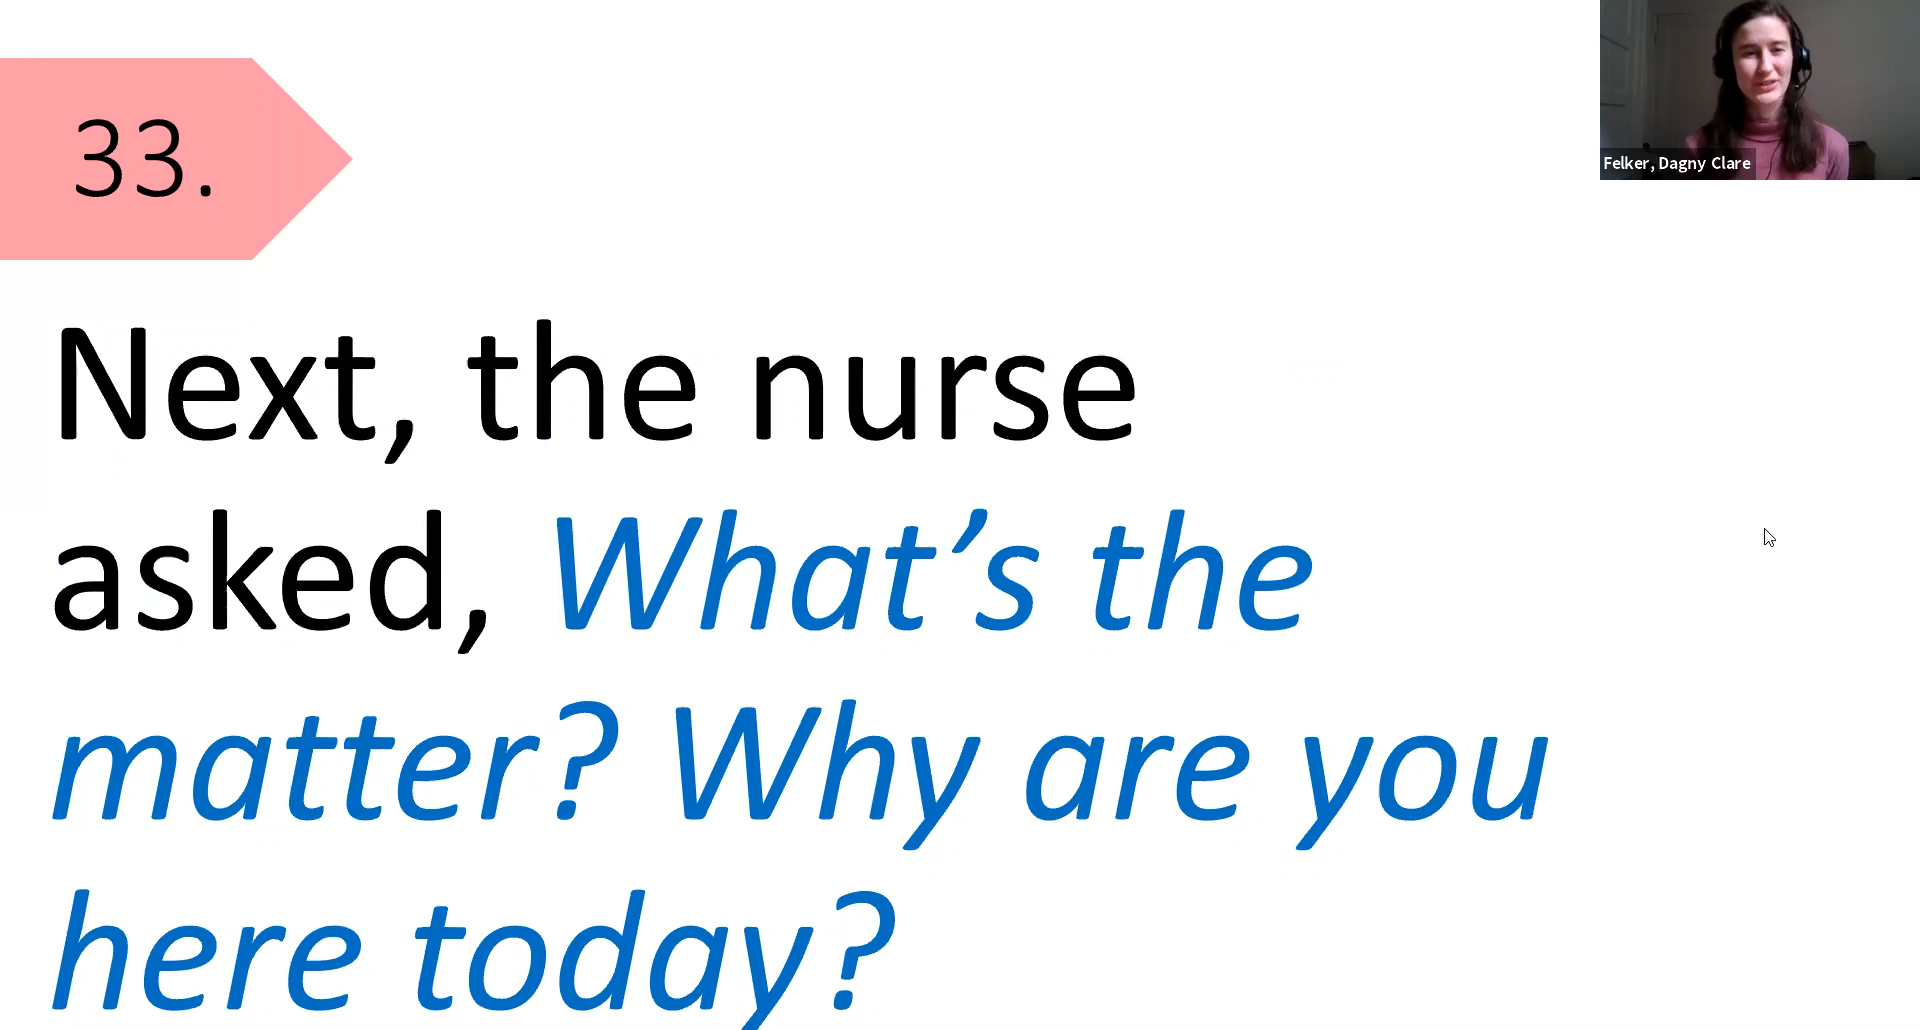 33.
Felker, Dagny Clare
Next, the nurse
asked, What’s the
matter? Why are you
here today?